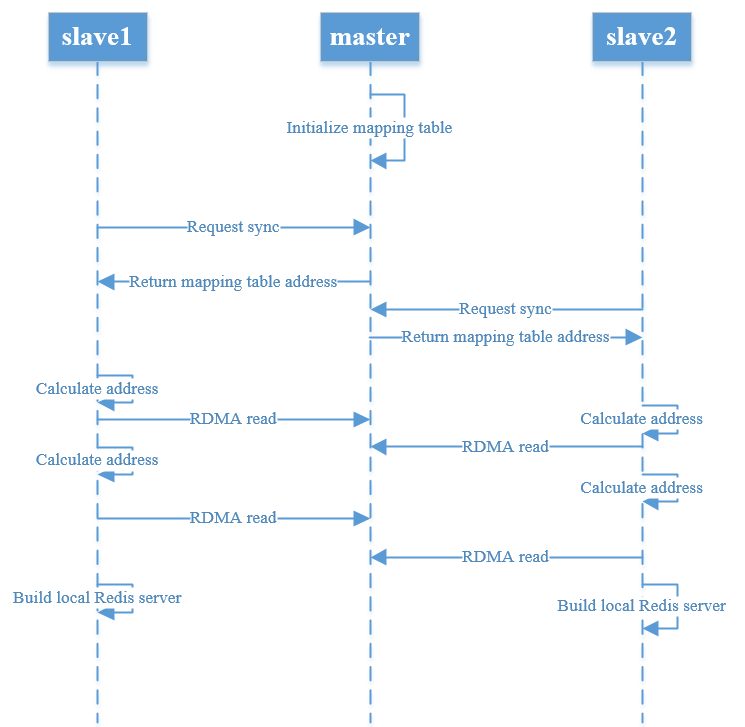 slave1
master
slave2
Initialize mapping table
Request sync
Return mapping table address
Request sync
Return mapping table address
Calculate address
RDMA read
Calculate address
RDMA read
Calculate address
Calculate address
RDMA read
RDMA read
Build local Redis server
Build local Redis server